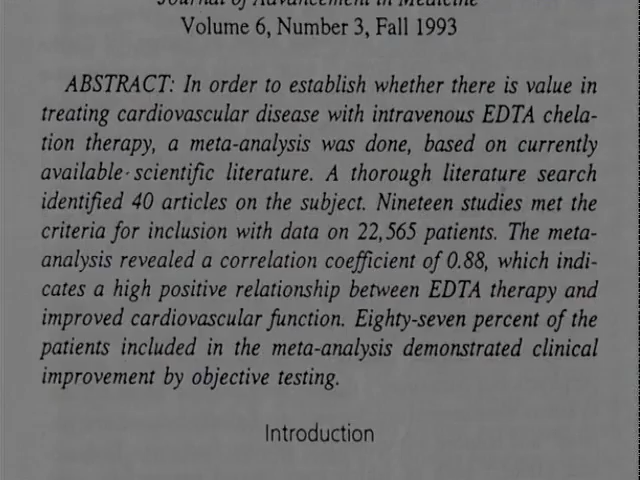 Journal of Advancement in Medicine
Volume 6, Number 3, Fall 1993
ABSTRACT: In order to establish whether there is value in
treating cardiovascular disease with intravenous EDTA chela-
tion therapy, a meta-analysis was done, based on currently
available scientific literature. A thorough literature search
identified 40 articles on the subject. Nineteen studies met the
criteria for inclusion with data on 22,565 patients. The meta-
analysis revealed a correlation coefficient of 0.88, which indi-
cates a high positive relationship between EDTA therapy and
improved cardiovascular function. Eighty-seven percent of the
patients included in the meta-analysis demonstrated clinical
improvement by objective testing.
Introduction